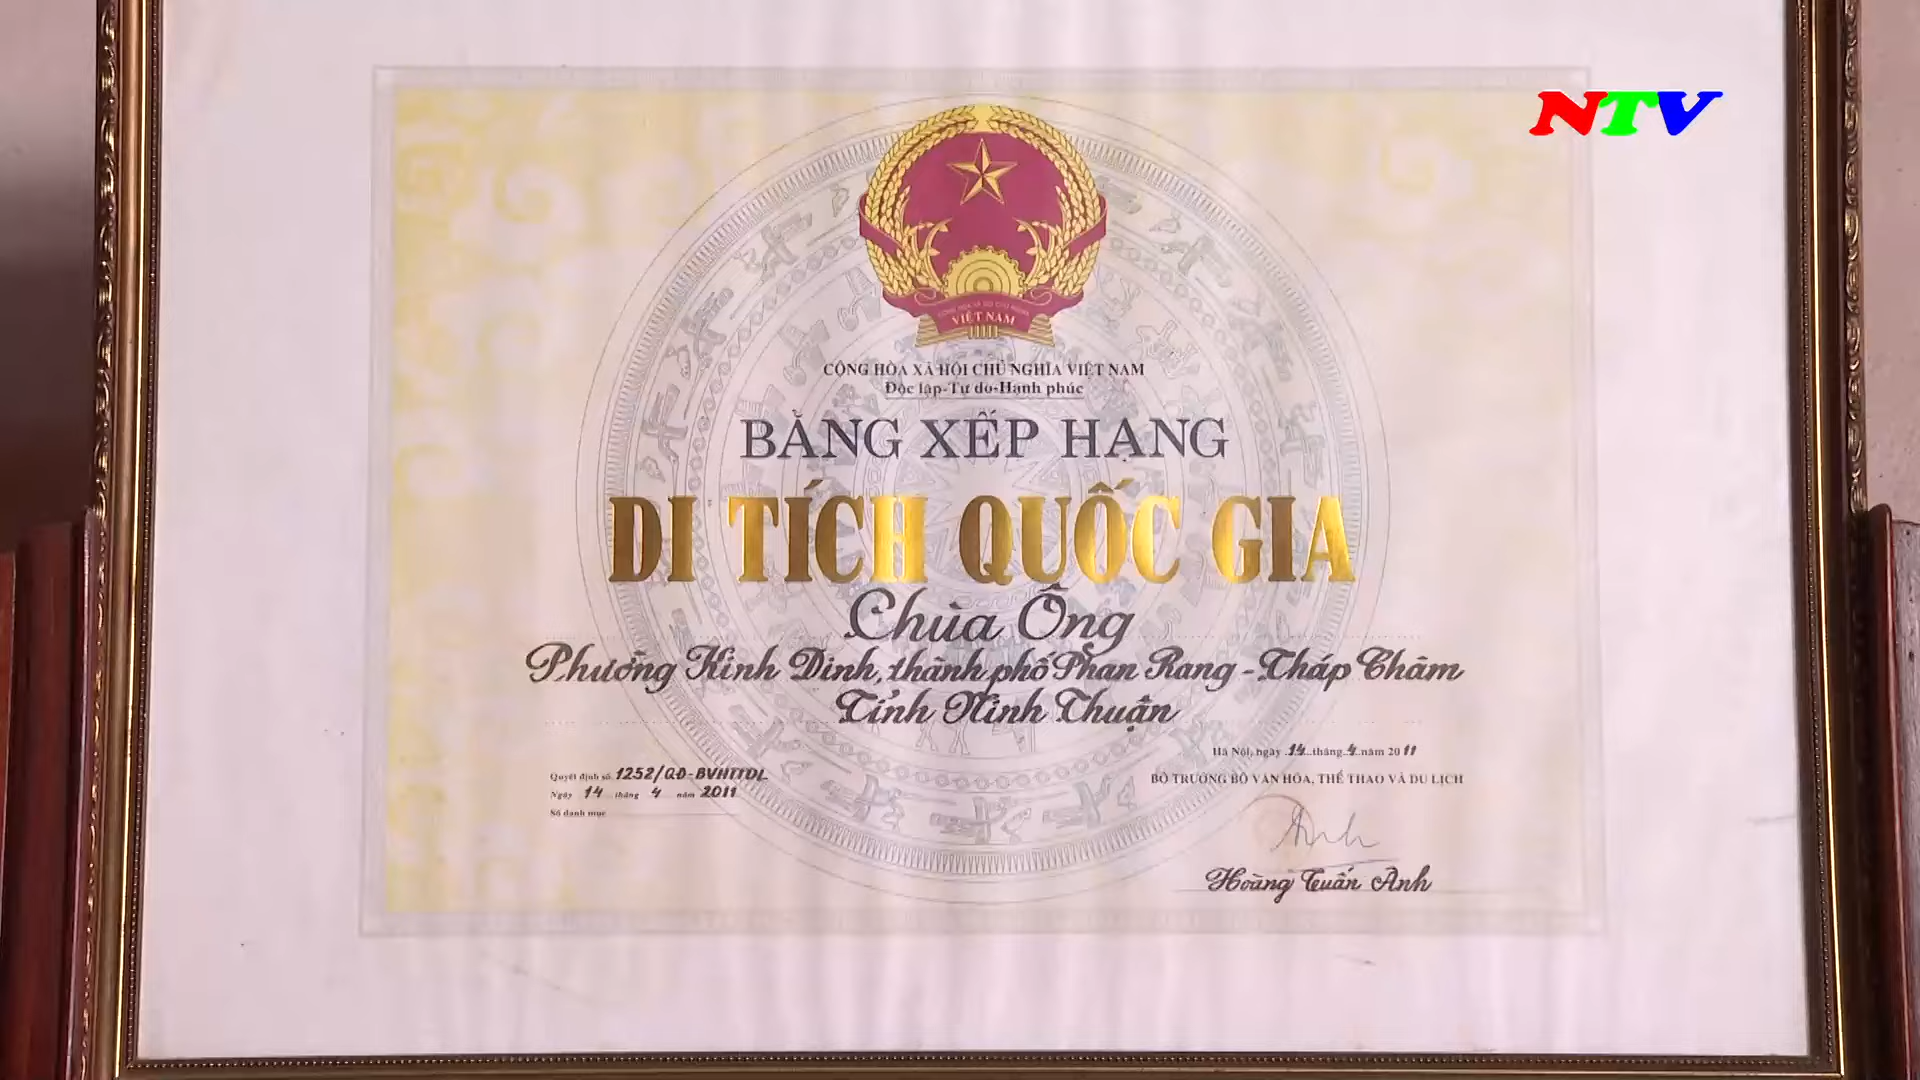 NTV
VIỆT NAM
CỘNG HÒA XÃ HỘI CHỦ NGHĨA VIỆT NAM
Độc lập-Tự do-Hạnh phúc
BẰNG XẾP HẠNG
DI TÍCH QUỐC GIA
Chùa Ông
Phường Kinh Dinh, thành phố Phan Rang - Tháp Chàm
Tỉnh Ninh Thuận
Hà Nội, ngày 14 tháng 4 năm 2011
Quyết định số 1252/QĐ-BVHTTDL
BỘ TRƯỞNG BỘ VĂN HÓA, THỂ THAO VÀ DU LỊCH
Ngày 14 tháng 4 năm 2011
Số danh mục
Hoàng Tuấn Anh